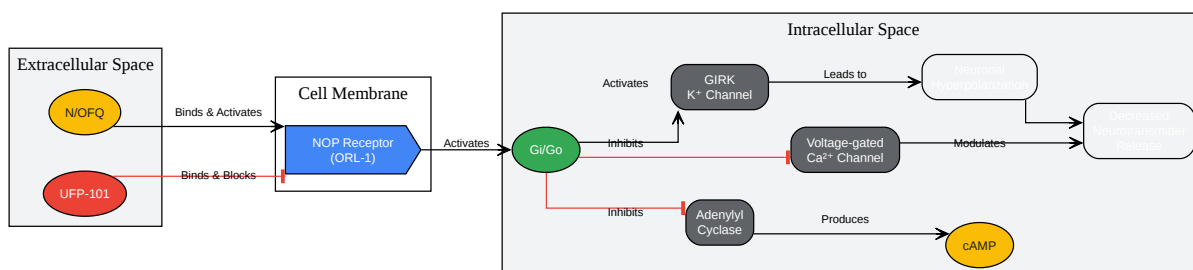 Extracellular Space
N/OFQ
UFP-101
Binds & Activates
Binds & Blocks
Cell Membrane
NOP Receptor
(ORL-1)
Activates
Intracellular Space
Gi/Go
Activates
Inhibits
Inhibits
GIRK
K⁺ Channel
Leads to
Neuronal
Hyperpolarization
Voltage-gated
Ca²⁺ Channel
Modulates
Decreased
Neurotransmitter
Release
Adenylyl
Cyclase
Produces
cAMP